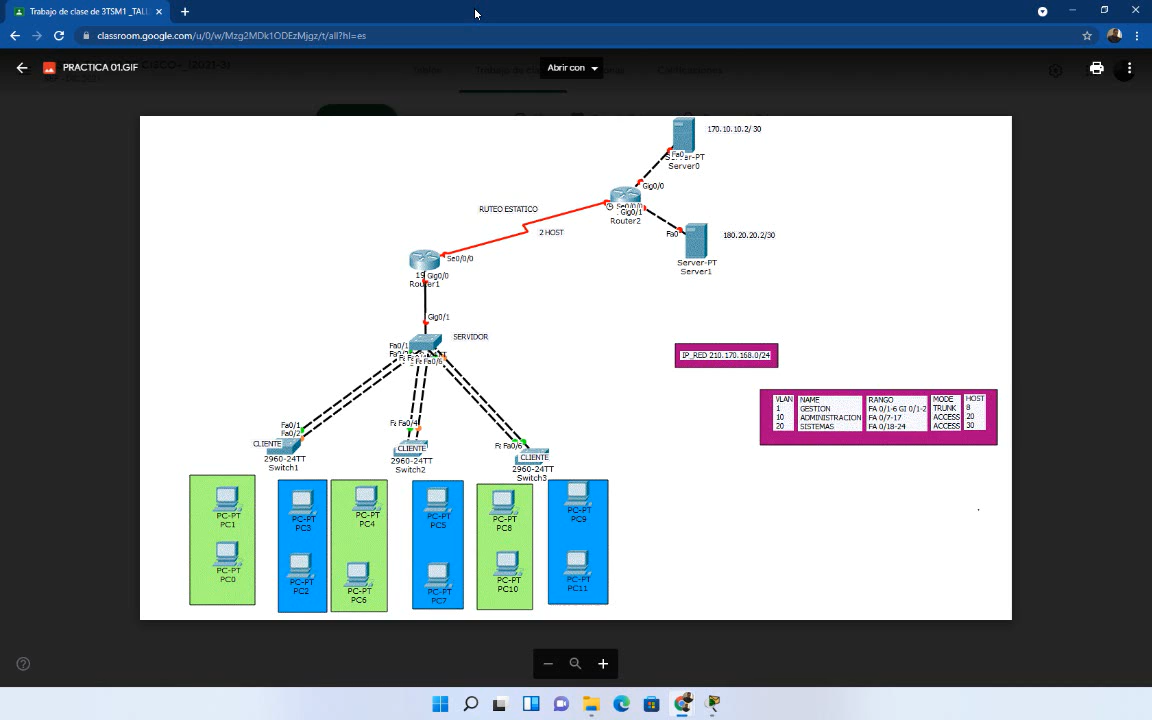 Trabajo de clase de 3TSM1 _TALL
classroom.google.com/u/0/w/Mzg2MDk1ODEzMjgz/t/all?hl=es
PRACTICA 01.GIF
Abrir con
170.10.10.2/ 30
Fa0
Server-PT
Server0
Gig0/0
RUTEO ESTATICO
Se0/0/0
Gig0/1
Router2
2 HOST
Fa0
180.20.20.2/30
Server-PT
Server1
Se0/0/0
Gig0/0
Router1
Gig0/1
SERVIDOR
Fa0/1
Fa0/6
IP_RED 210.170.168.0/24
VLAN NAME RANGO MODE HOST
1 GESTION FA 0/1-6 GI 0/1-2 TRUNK 8
10 ADMINISTRACION FA 0/7-17 ACCESS 20
20 SISTEMAS FA 0/18-24 ACCESS 30
Fa0/1
Fa0/2
Fa0/4
Fa0/6
CLIENTE
2960-24TT
Switch1
CLIENTE
2960-24TT
Switch2
CLIENTE
2960-24TT
Switch3
PC-PT
PC1
PC-PT
PC3
PC-PT
PC4
PC-PT
PC5
PC-PT
PC8
PC-PT
PC9
PC-PT
PC0
PC-PT
PC2
PC-PT
PC6
PC-PT
PC7
PC-PT
PC10
PC-PT
PC11